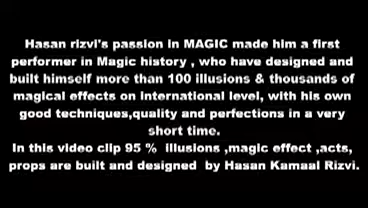 Hasan rizvi's passion in MAGIC made him a first
performer in Magic history , who have designed and
built himself more than 100 illusions & thousands of
magical effects on international level, with his own
good techniques,quality and perfections in a very
short time.
In this video clip 95 %  illusions ,magic effect ,acts,
props are built and designed  by Hasan Kamaal Rizvi.